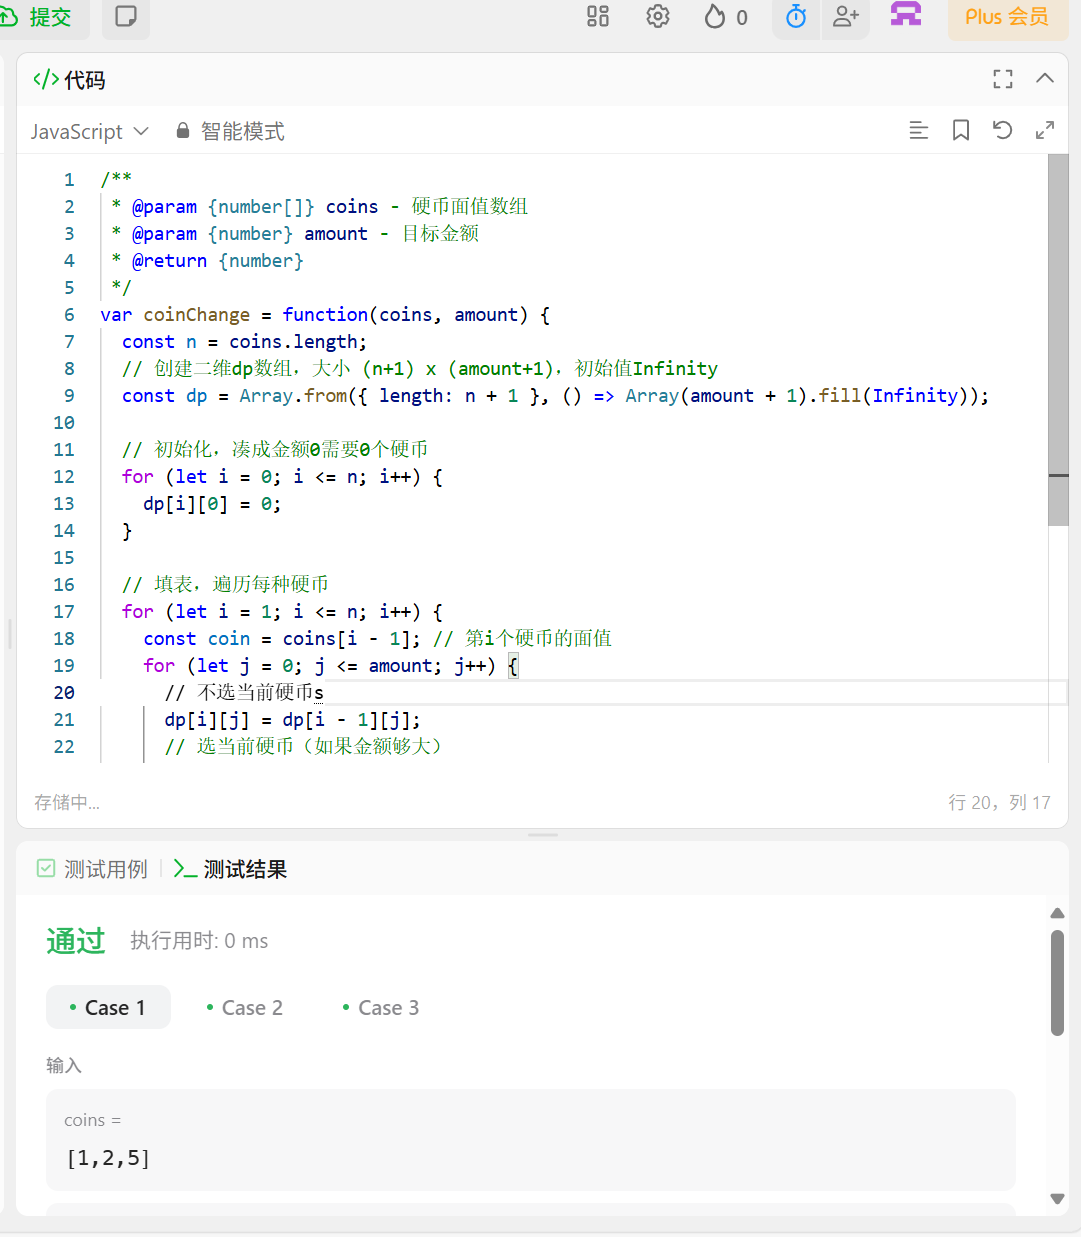 提交
0
Plus 会员
</> 代码
JavaScript 智能模式
1 /**
2 * @param {number[]} coins - 硬币面值数组
3 * @param {number} amount - 目标金额
4 * @return {number}
5 */
6 var coinChange = function(coins, amount) {
7 const n = coins.length;
8 // 创建二维dp数组，大小 (n+1) x (amount+1)，初始值Infinity
9 const dp = Array.from({ length: n + 1 }, () => Array(amount + 1).fill(Infinity));
10
11 // 初始化，凑成金额0需要0个硬币
12 for (let i = 0; i <= n; i++) {
13 dp[i][0] = 0;
14 }
15
16 // 填表，遍历每种硬币
17 for (let i = 1; i <= n; i++) {
18 const coin = coins[i - 1]; // 第i个硬币的面值
19 for (let j = 0; j <= amount; j++) {
20 // 不选当前硬币s
21 dp[i][j] = dp[i - 1][j];
22 // 选当前硬币（如果金额够大）
存储中... 行 20，列 17
测试用例 测试结果
通过 执行用时: 0 ms
Case 1 Case 2 Case 3
输入
coins =
[1,2,5]